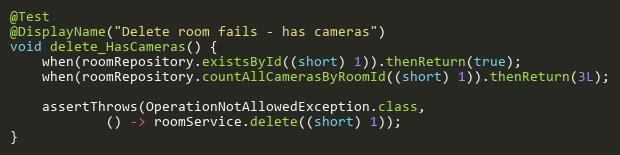 @Test
@DisplayName("Delete room fails - has cameras")
void delete_HasCameras() {
    when(roomRepository.existsById((short) 1)).thenReturn(true);
    when(roomRepository.countAllCamerasByRoomId((short) 1)).thenReturn(3L);

    assertThrows(OperationNotAllowedException.class,
            () -> roomService.delete((short) 1));
}